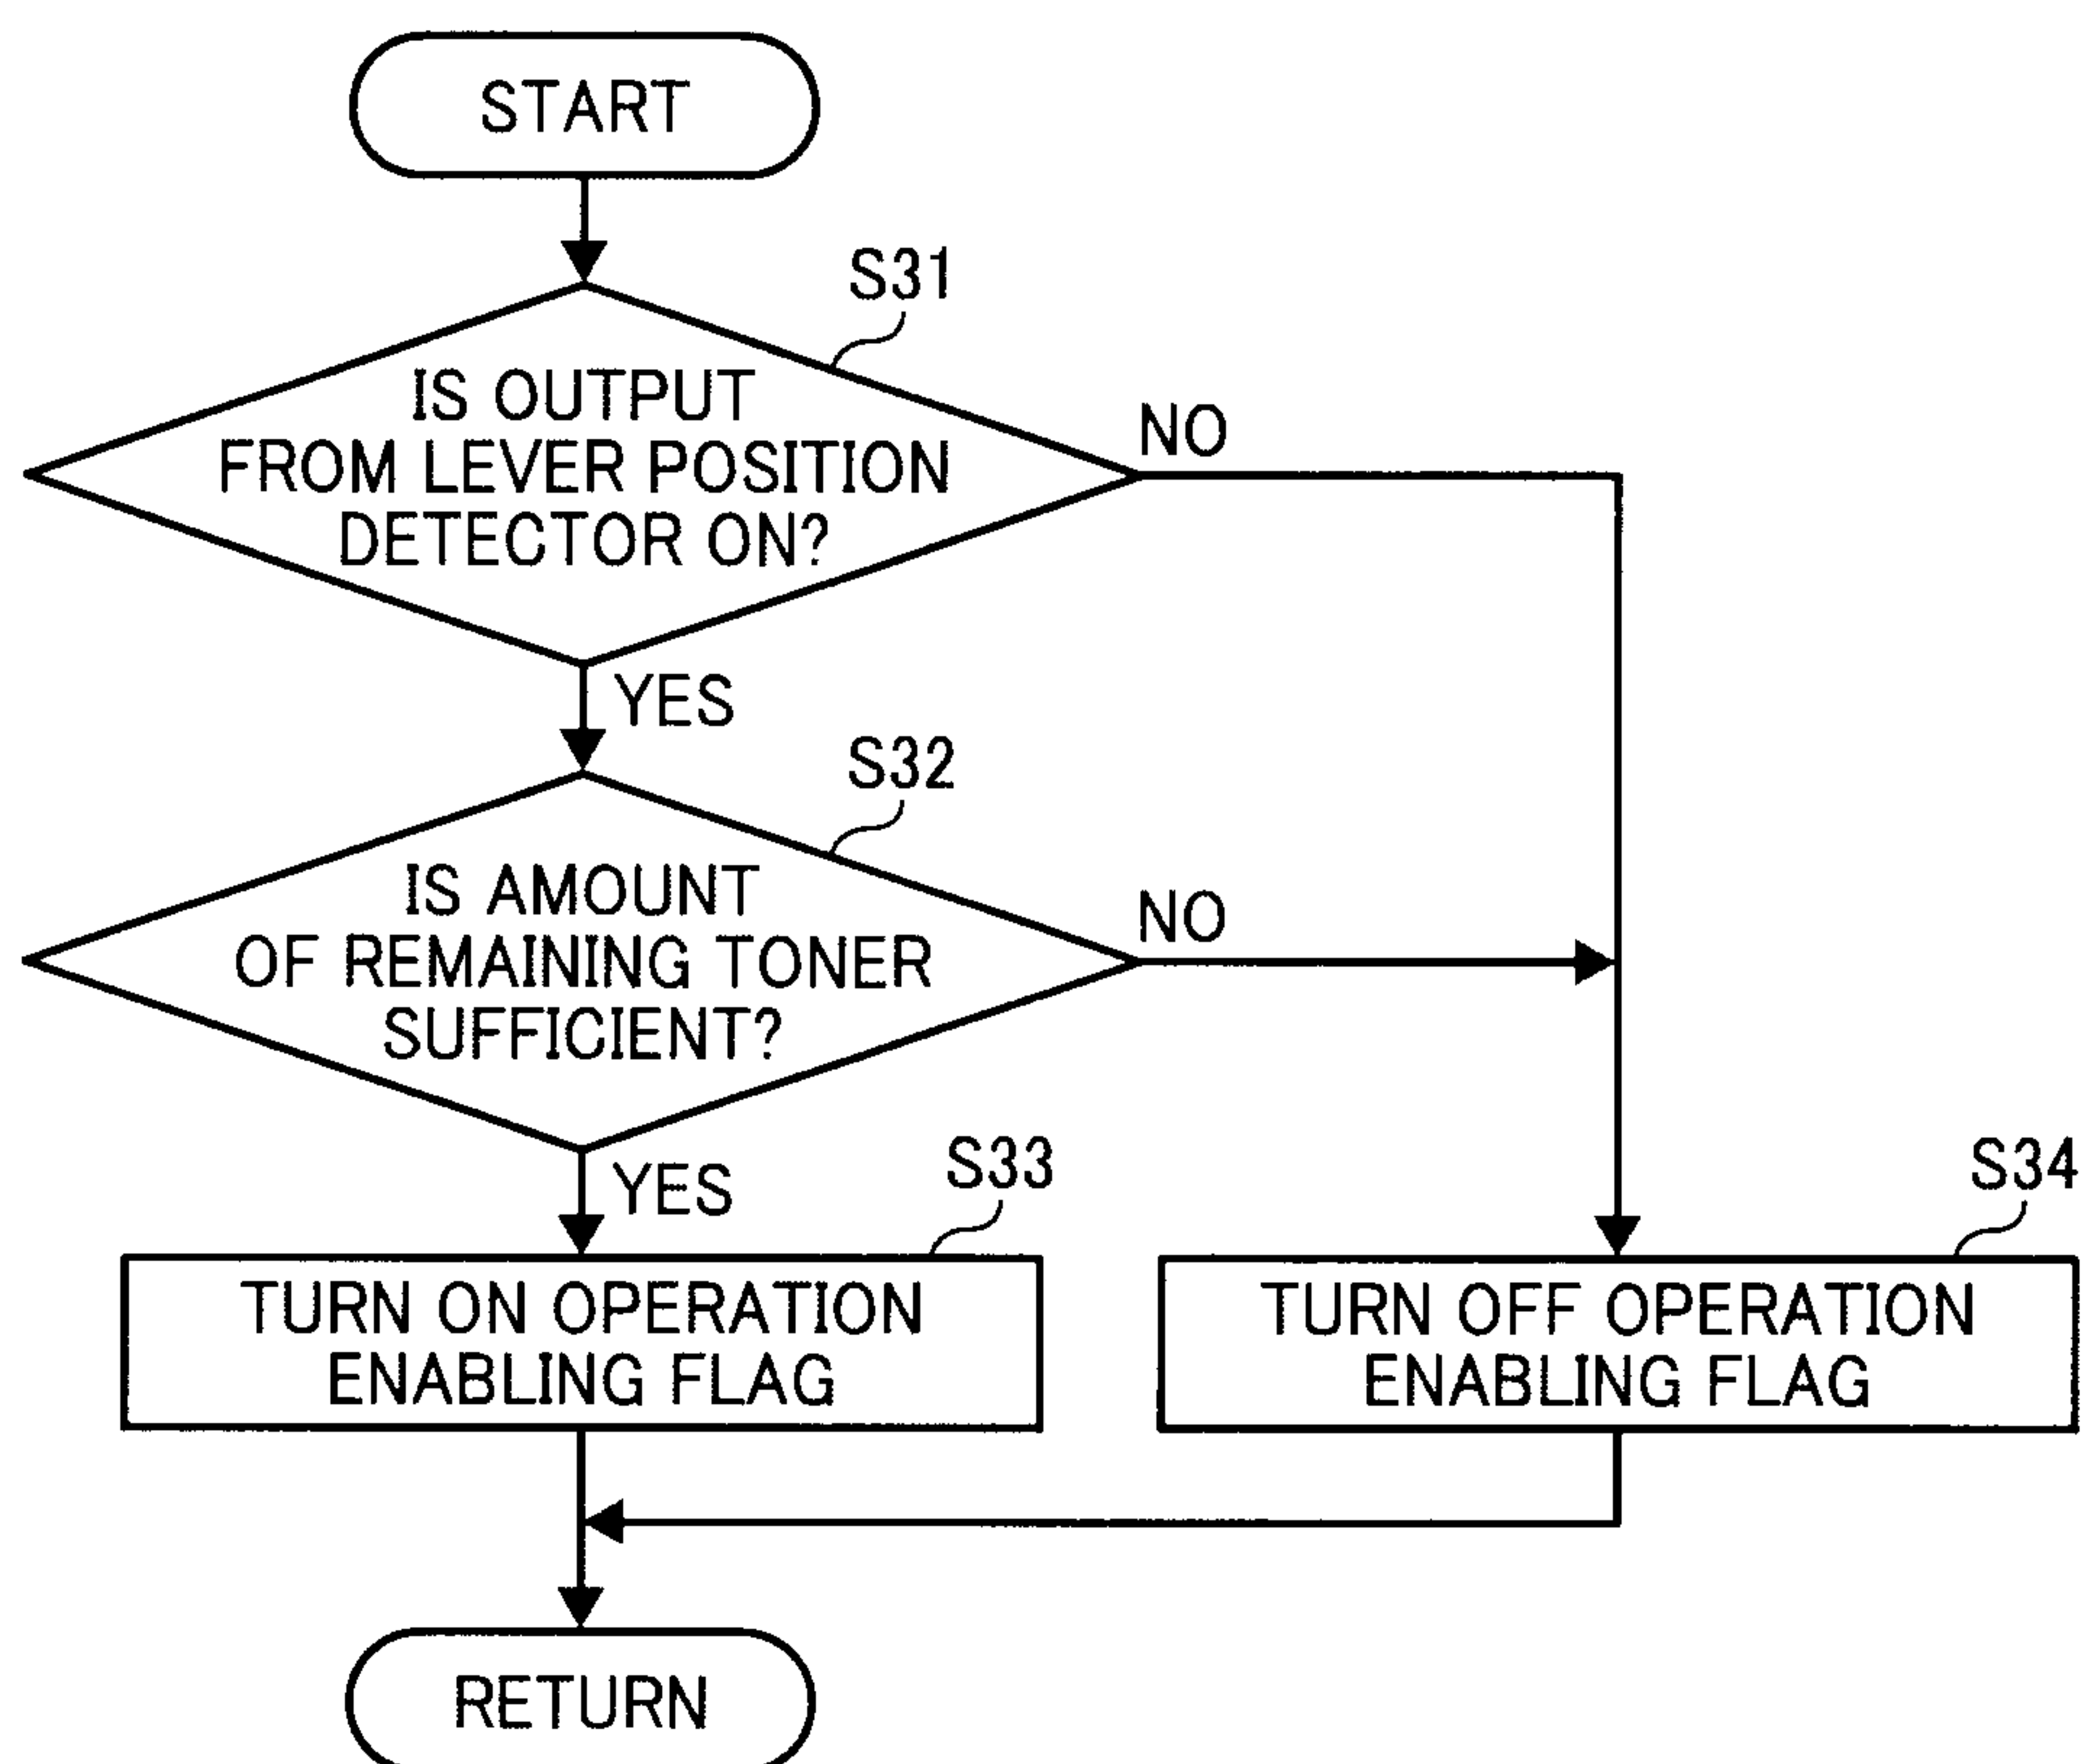 START
S31
IS OUTPUT
FROM LEVER POSITION
DETECTOR ON?
NO
YES
S32
IS AMOUNT
OF REMAINING TONER
SUFFICIENT?
NO
YES
S33
TURN ON OPERATION
ENABLING FLAG
S34
TURN OFF OPERATION
ENABLING FLAG
RETURN